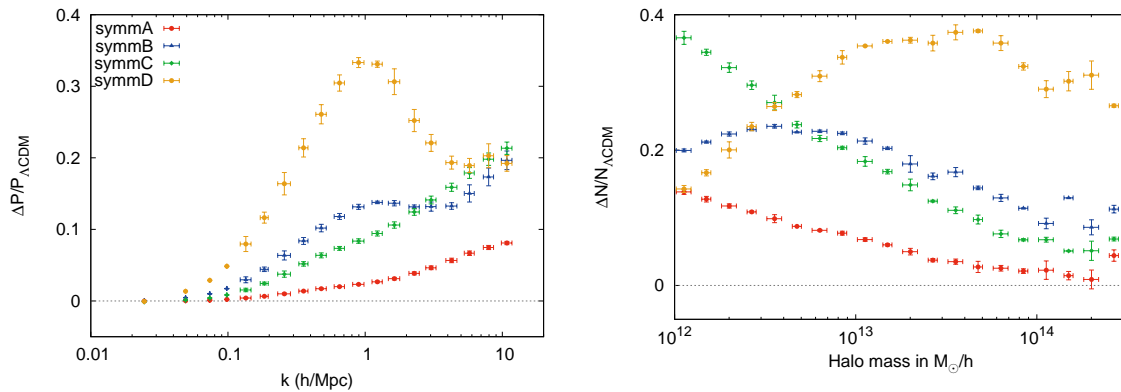 0.4
symmA
symmB
symmC
symmD
0.3
0.2
0.1
0
ΔP/P_ΛCDM
0.01 0.1 1 10
k (h/Mpc)
0.4
0.2
0
ΔN/N_ΛCDM
10^12 10^13 10^14
Halo mass in M_⊙/h